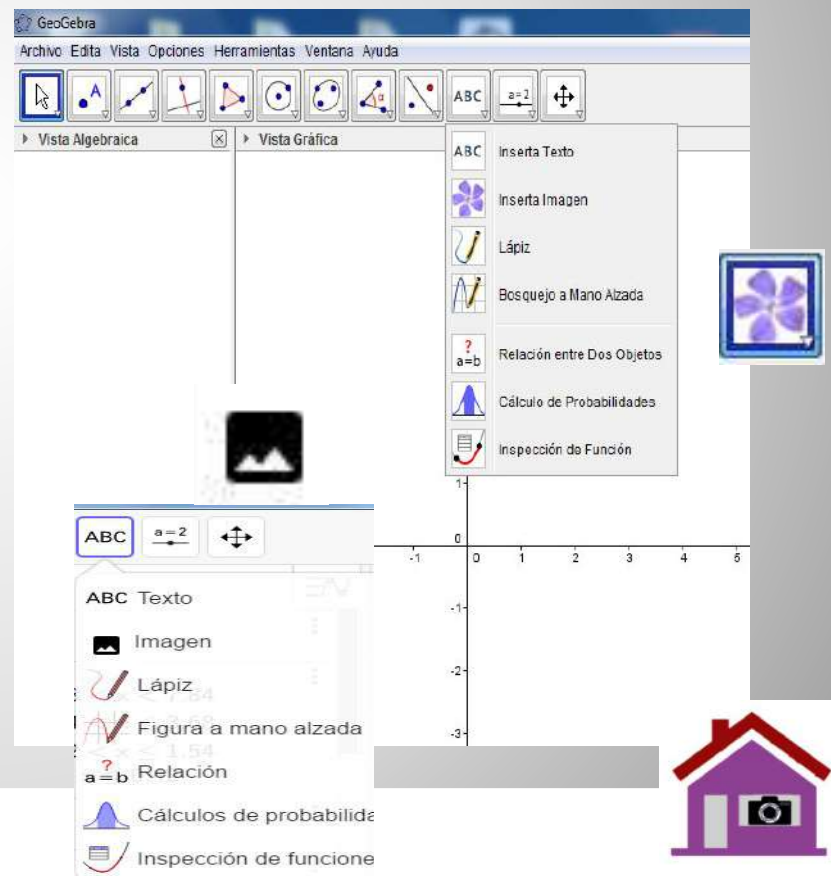 GeoGebra
Archivo Edita Vista Opciones Herramientas Ventana Ayuda
A
α
ABC
a=2
Vista Algebraica
Vista Gráfica
ABC Inserta Texto
Inserta Imagen
Lápiz
Bosquejo a Mano Alzada
? a=b Relación entre Dos Objetos
Cálculo de Probabilidades
Inspección de Función
1
0
-1 0 1 2 3 4 5
-1
-2
-3
ABC a=2
ABC Texto
Imagen
Lápiz
Figura a mano alzada
? a=b Relación
Cálculos de probabilida
Inspección de funcione